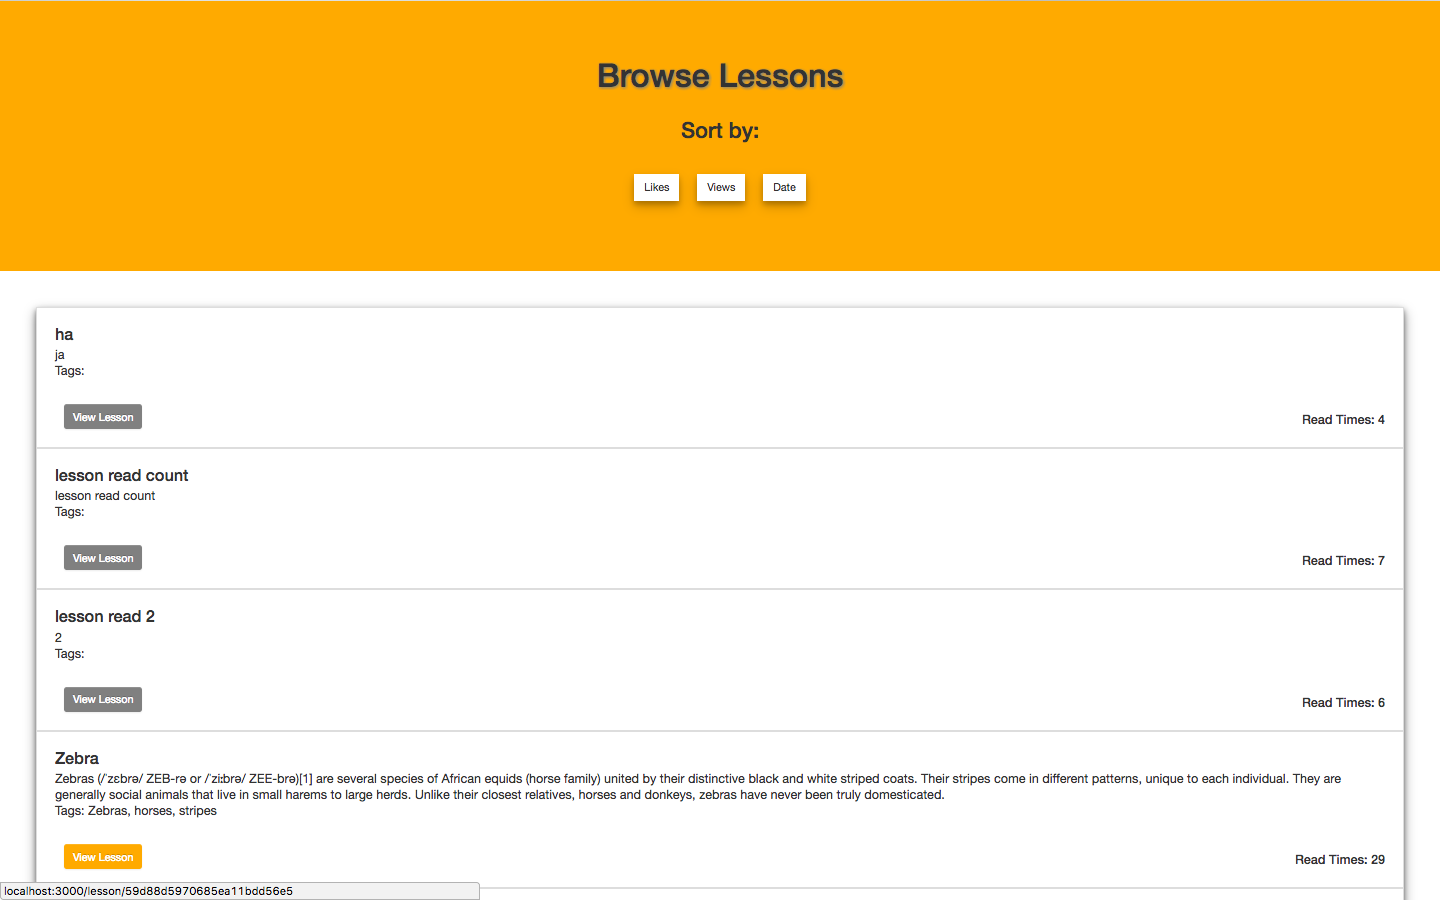 Browse Lessons
Sort by:
Likes Views Date
ha
ja
Tags:
View Lesson
Read Times: 4
lesson read count
lesson read count
Tags:
View Lesson
Read Times: 7
lesson read 2
2
Tags:
View Lesson
Read Times: 6
Zebra
Zebras (/ˈzɛbrə/ ZEB-rə or /ˈziːbrə/ ZEE-brə)[1] are several species of African equids (horse family) united by their distinctive black and white striped coats. Their stripes come in different patterns, unique to each individual. They are
generally social animals that live in small harems to large herds. Unlike their closest relatives, horses and donkeys, zebras have never been truly domesticated.
Tags: Zebras, horses, stripes
View Lesson
Read Times: 29
localhost:3000/lesson/59d88d5970685ea11bdd56e5